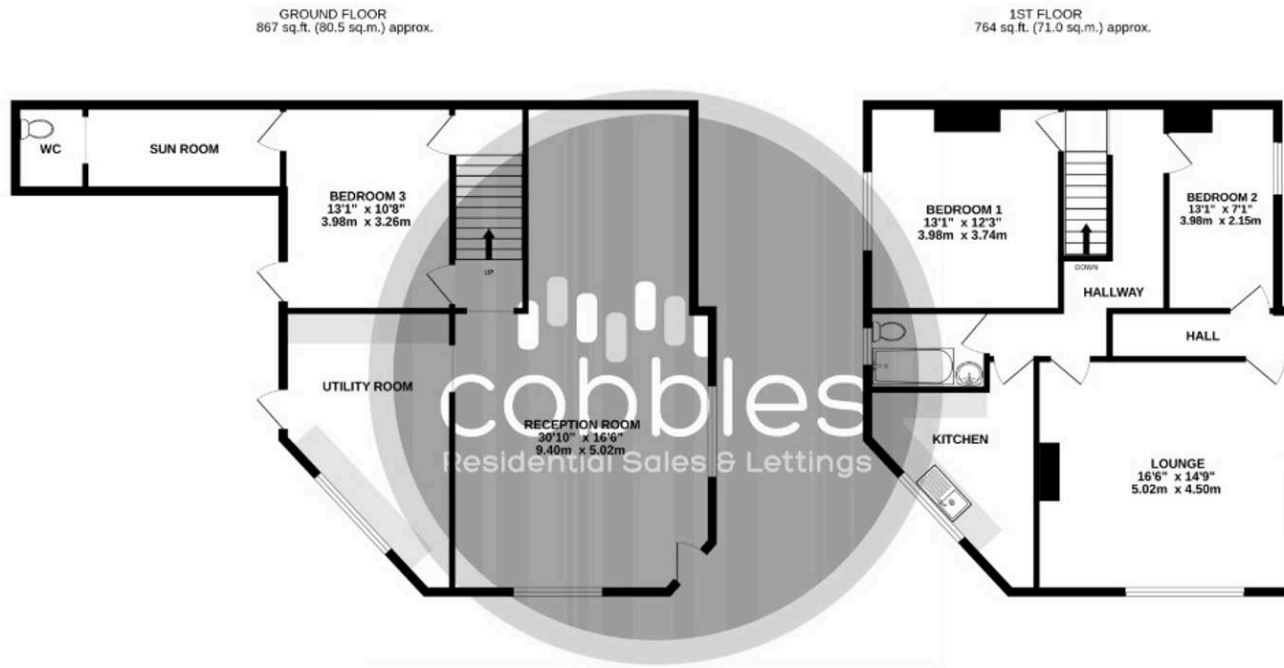 GROUND FLOOR
867 sq.ft. (80.5 sq.m.) approx.
WC
SUN ROOM
BEDROOM 3
13'1" x 10'8"
3.98m x 3.26m
UP
UTILITY ROOM
RECEPTION ROOM
30'10" x 16'6"
9.40m x 5.02m
cobbles
Residential Sales & Lettings
1ST FLOOR
764 sq.ft. (71.0 sq.m.) approx.
BEDROOM 1
13'1" x 12'3"
3.98m x 3.74m
DOWN
HALLWAY
BEDROOM 2
13'1" x 7'1"
3.98m x 2.15m
HALL
KITCHEN
LOUNGE
16'6" x 14'9"
5.02m x 4.50m